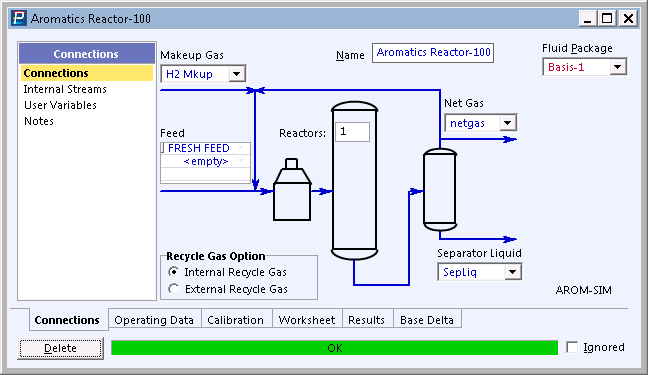 Aromatics Reactor-100
Connections
Connections
Internal Streams
User Variables
Notes
Makeup Gas
H2 Mkup
Name
Aromatics Reactor-100
Fluid Package
Basis-1
Net Gas
netgas
Feed
FRESH FEED
<empty>
Reactors:
1
Separator Liquid
SepLiq
Recycle Gas Option
Internal Recycle Gas
External Recycle Gas
AROM-SIM
Connections
Operating Data
Calibration
Worksheet
Results
Base Delta
Delete
OK
Ignored